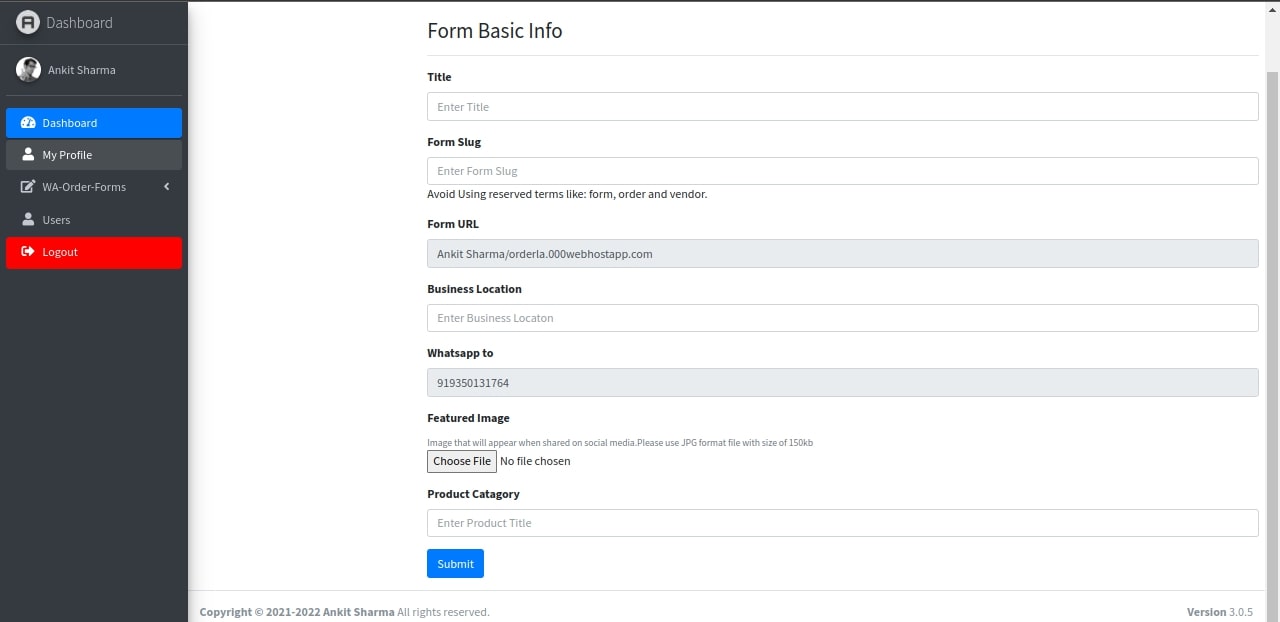 Dashboard
Ankit Sharma
Dashboard
My Profile
WA-Order-Forms
Users
Logout
Form Basic Info
Title
Enter Title
Form Slug
Enter Form Slug
Avoid Using reserved terms like: form, order and vendor.
Form URL
Ankit Sharma/orderla.000webhostapp.com
Business Location
Enter Business Locaton
Whatsapp to
919350131764
Featured Image
Image that will appear when shared on social media.Please use JPG format file with size of 150kb
Choose File No file chosen
Product Catagory
Enter Product Title
Submit
Copyright © 2021-2022 Ankit Sharma All rights reserved.
Version 3.0.5